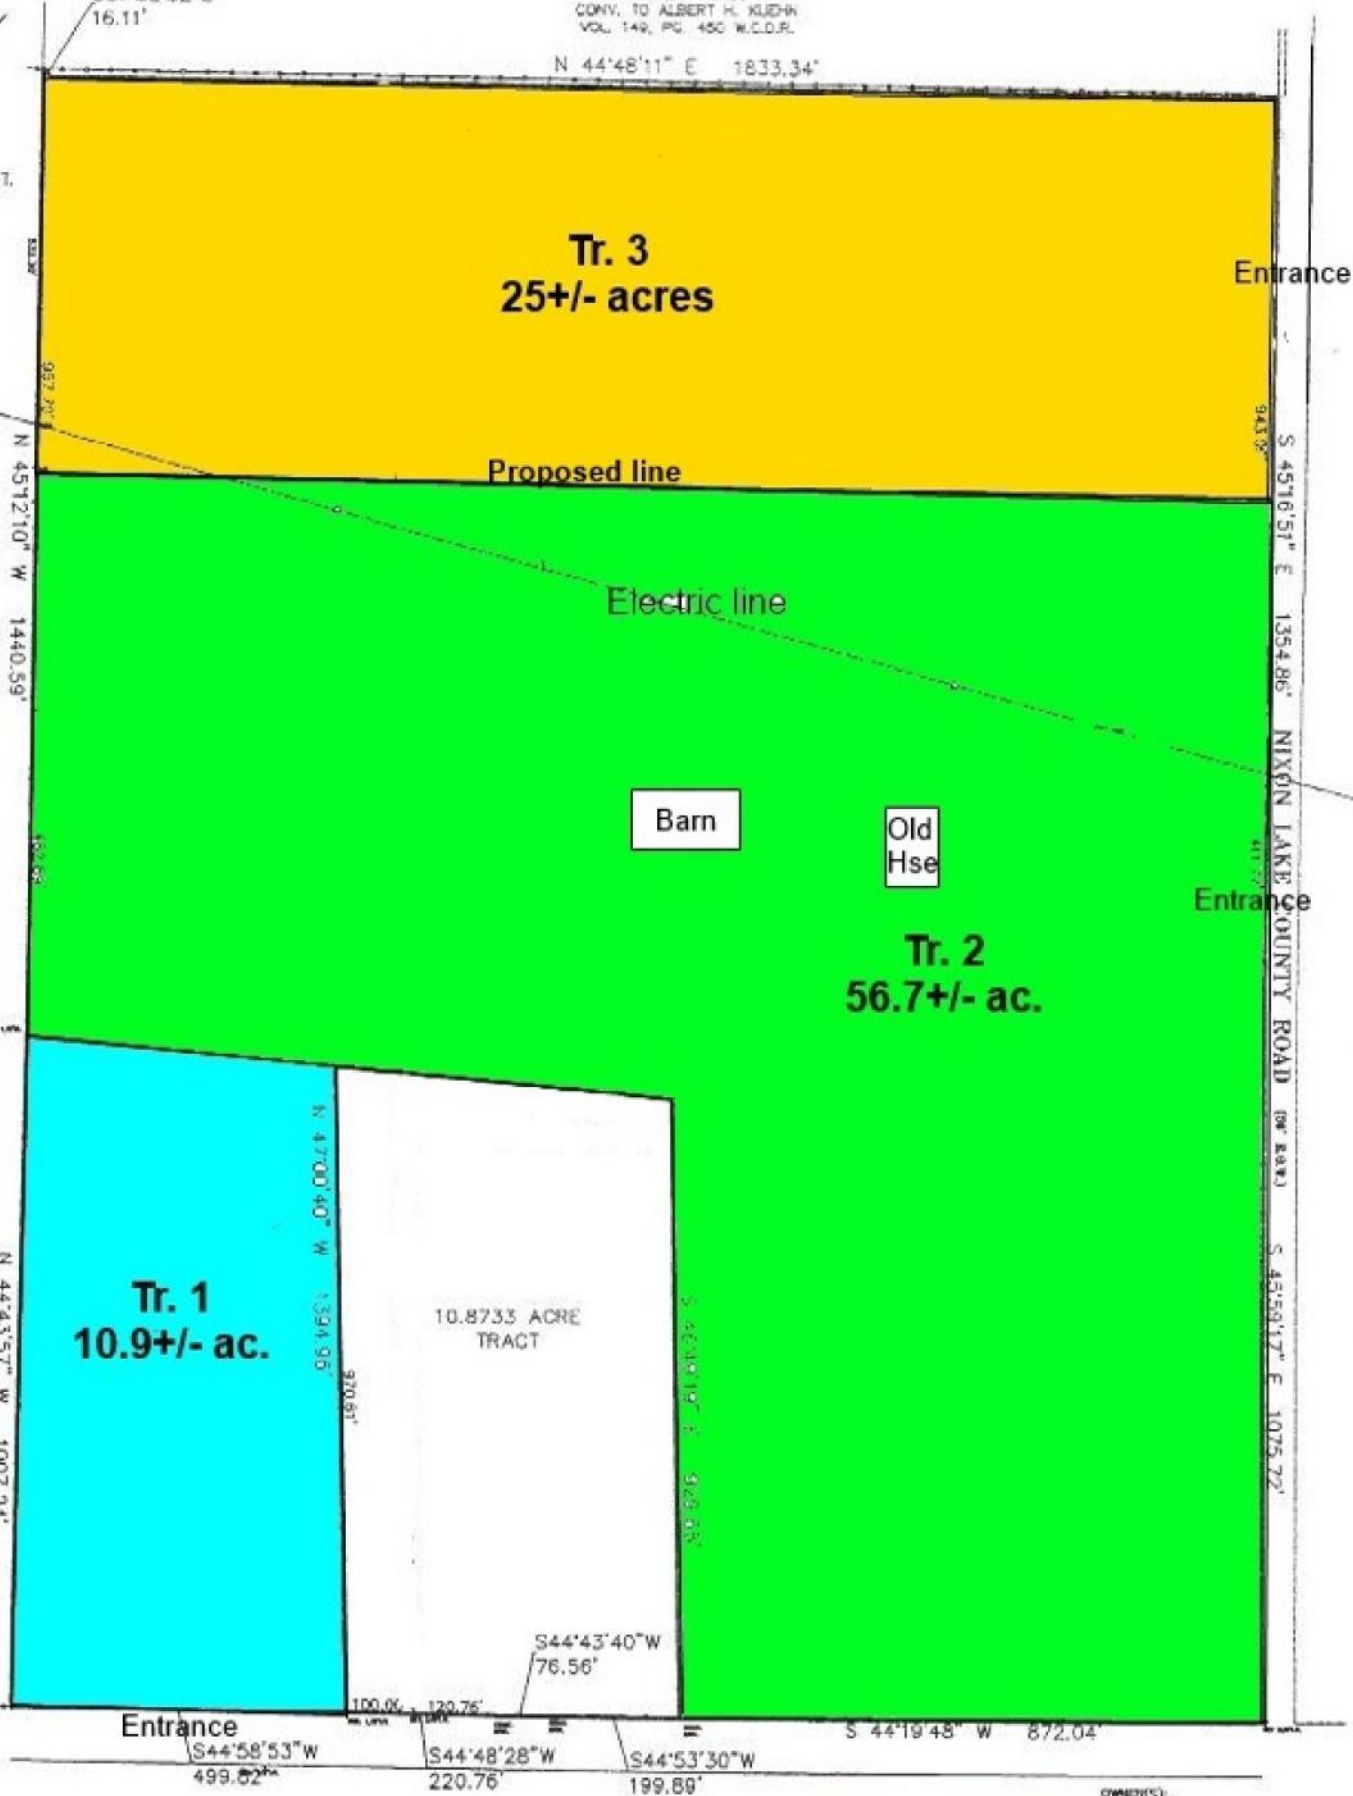 16.11'
CONV. TO ALBERT H. KUEHN
VOL. 149, PG. 450 W.C.D.R.
N 44°48'11" E 1833.34'
T.
Tr. 3
25+/- acres
Entrance
Proposed line
N 45°12'10" W 1440.59'
S 45°16'51" E 1354.86'
Electric line
NIXON LAKE COUNTY ROAD
Barn
Old
Hse
Entrance
Tr. 2
56.7+/- ac.
N 47°00'40" W 1394.96'
970.61'
Tr. 1
10.9+/- ac.
10.8733 ACRE
TRACT
N 44°43'57" W
S 45°59'17" E 1075.72'
S44°43'40"W
76.56'
120.76'
Entrance
S 44°19'48" W 872.04'
S44°58'53"W
499.82'
S44°48'28"W
220.76'
S44°53'30"W
199.89'
OWNER(S):